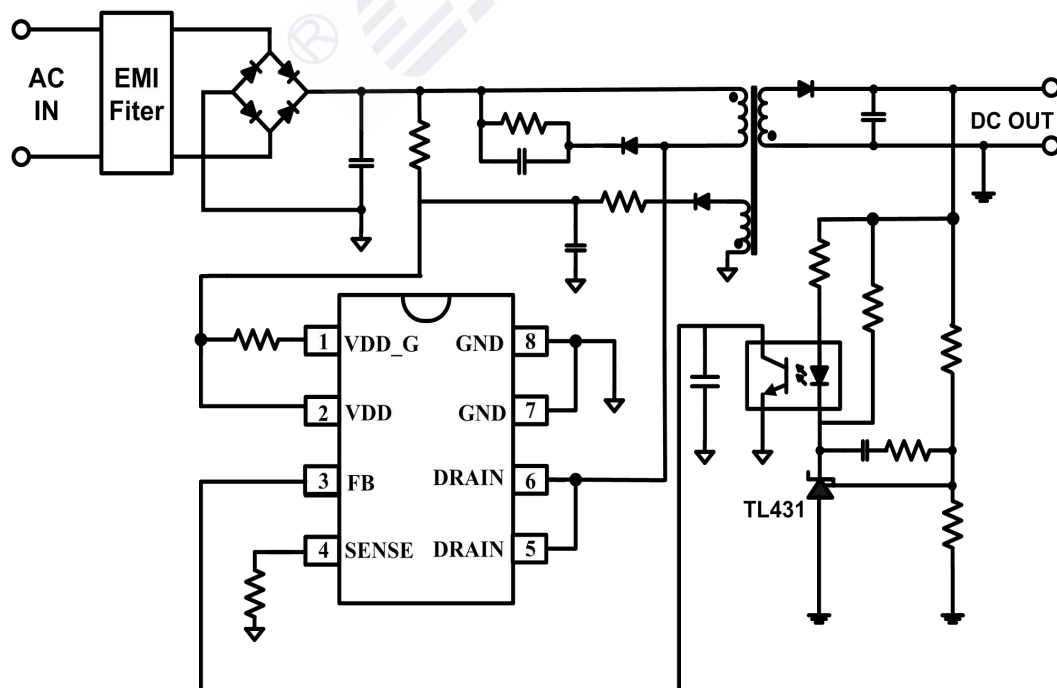 ®
AC IN
EMI Fiter
DC OUT
1 VDD_G
GND 8
2 VDD
GND 7
3 FB
DRAIN 6
TL431
4 SENSE
DRAIN 5